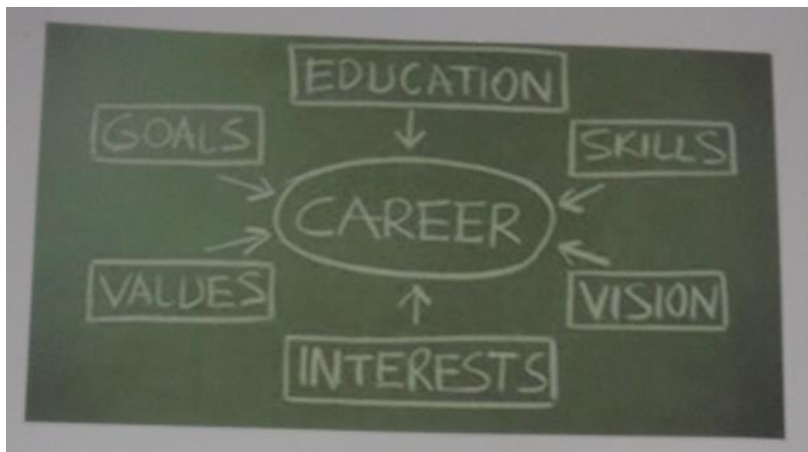 EDUCATION
GOALS
SKILLS
CAREER
VALUES
VISION
INTERESTS